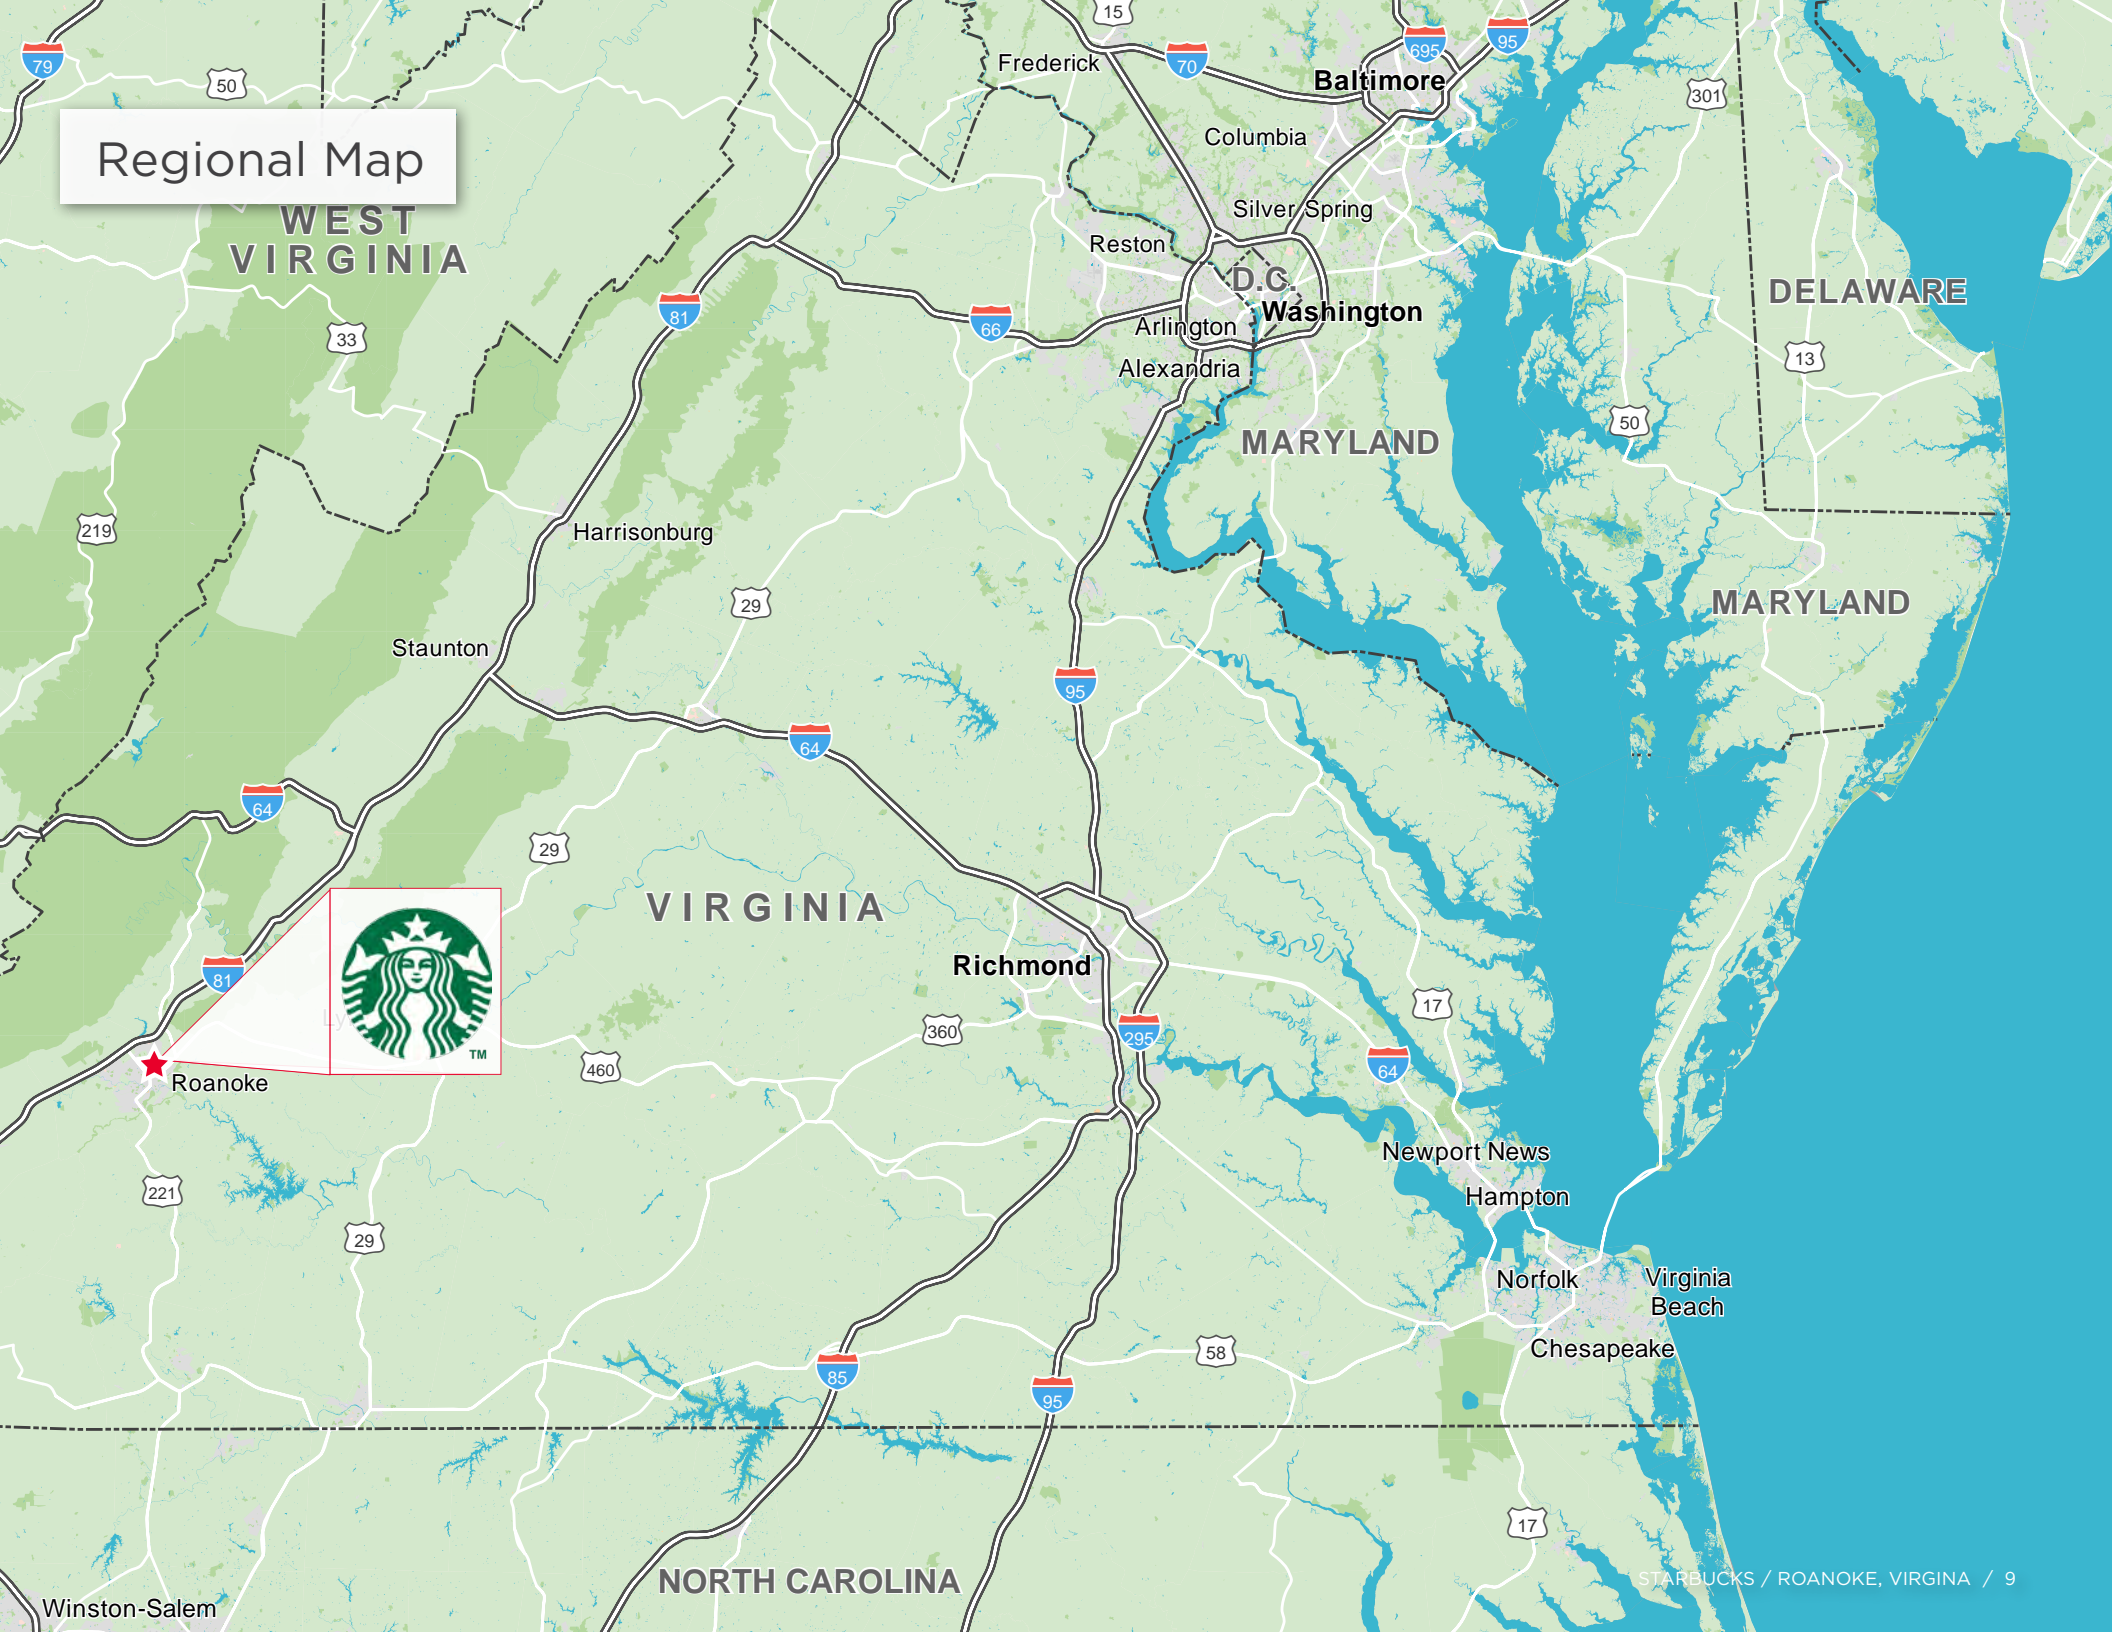 15
79
695
95
Frederick
70
50
Baltimore
301
Columbia
Regional Map
Silver Spring
WEST
VIRGINIA
Reston
D.C.
DELAWARE
81
Washington
66
Arlington
33
13
Alexandria
50
MARYLAND
219
Harrisonburg
29
MARYLAND
Staunton
95
64
64
29
VIRGINIA
Richmond
81
17
Ly
360
295
TM
460
64
Roanoke
Newport News
221
Hampton
29
Norfolk
Virginia
Beach
Chesapeake
58
85
95
17
NORTH CAROLINA
STARBUCKS / ROANOKE, VIRGINA / 9
Winston-Salem